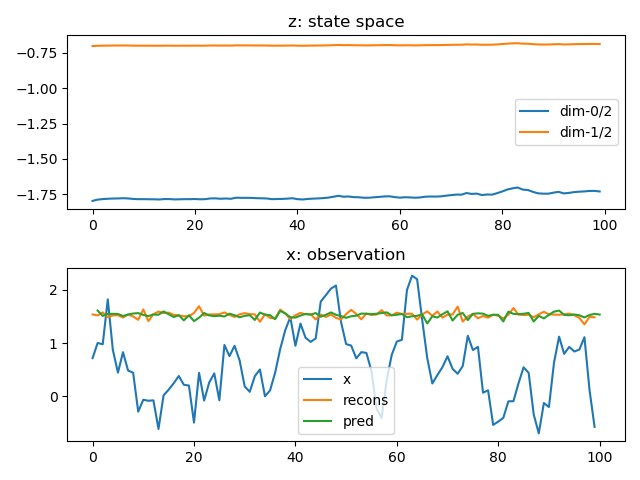 z: state space
−0.75
−1.00
−1.25
−1.50
−1.75
dim-0/2
dim-1/2
0 20 40 60 80 100
x: observation
2
1
0
x
recons
pred
0 20 40 60 80 100